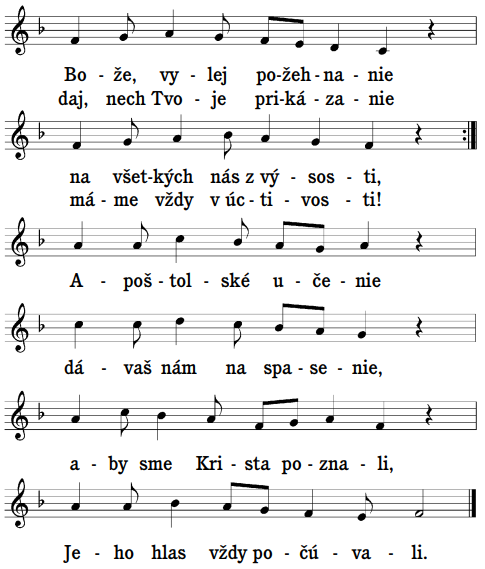 Bo - že, vy - lej po-žeh-na-nie
daj, nech Tvo - je pri-ká-za-nie
na všet-kých nás z vý-sos - ti,
má-me vždy v úc-ti-vos-ti!
A - poš - tol - ské u - če - nie
dá - vaš nám na spa - se - nie,
a - by sme Kri - sta po - zna - li,
Je - ho hlas vždy po - čú - va - li.